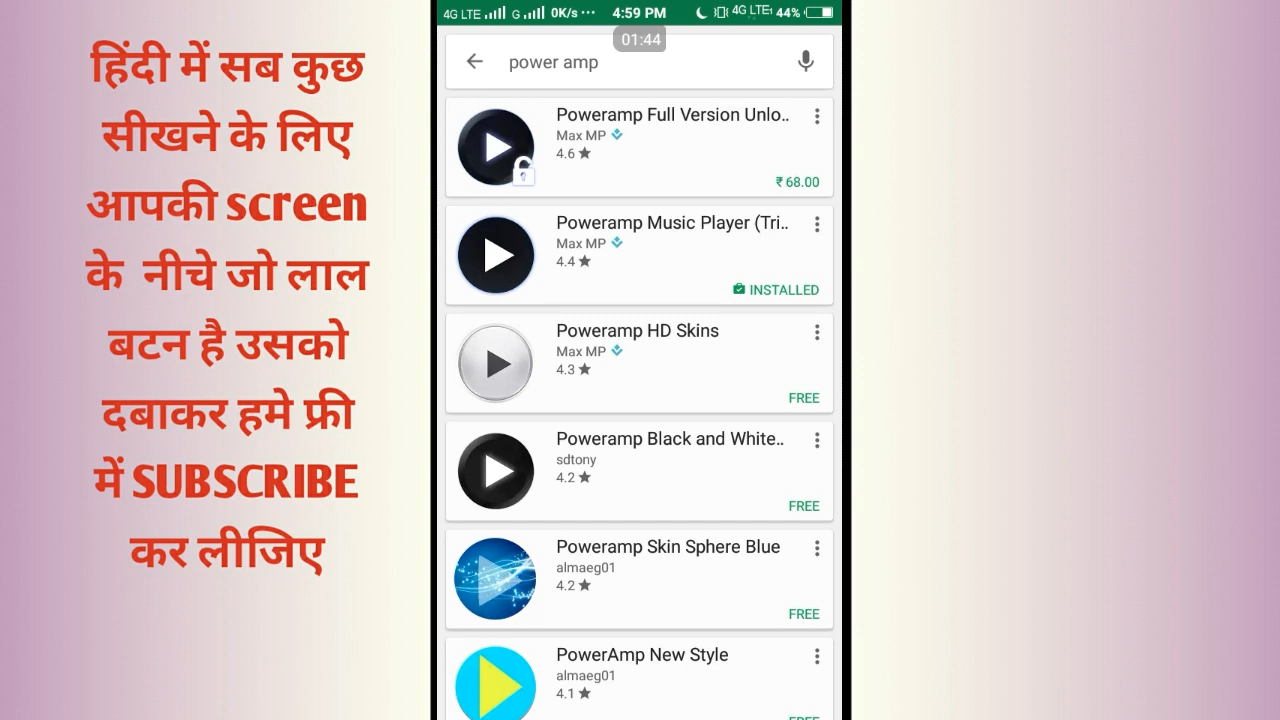 हिंदी में सब कुछ
सीखने के लिए
आपकी screen
के नीचे जो लाल
बटन है उसको
दबाकर हमे फ्री
में SUBSCRIBE
कर लीजिए
4G LTE G 0K/s ··· 4:59 PM 4G LTE 44%
01:44
power amp
Poweramp Full Version Unlo..
Max MP
4.6
₹ 68.00
Poweramp Music Player (Tri..
Max MP
4.4
INSTALLED
Poweramp HD Skins
Max MP
4.3
FREE
Poweramp Black and White..
sdtony
4.2
FREE
Poweramp Skin Sphere Blue
almaeg01
4.2
FREE
PowerAmp New Style
almaeg01
4.1
FREE